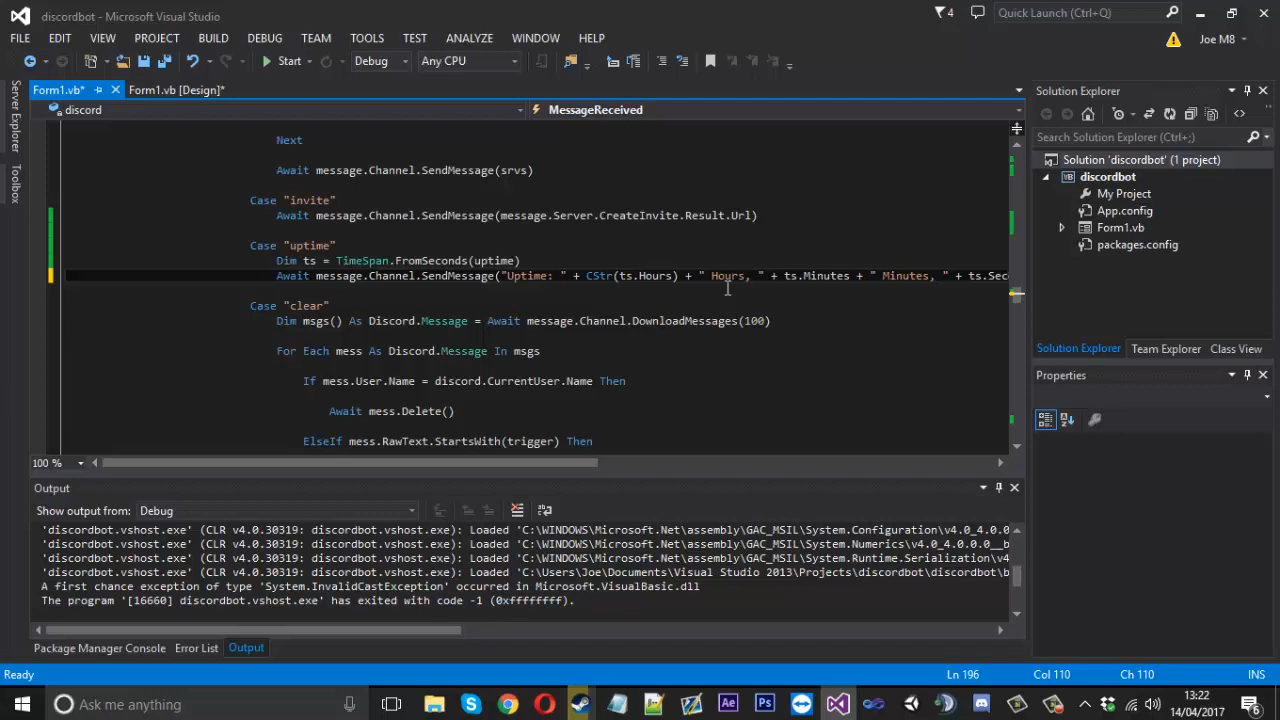 discordbot - Microsoft Visual Studio
4
Quick Launch (Ctrl+Q)
FILE EDIT VIEW PROJECT BUILD DEBUG TEAM TOOLS TEST ANALYZE WINDOW HELP
Joe M8
Start Debug Any CPU
Server Explorer
Toolbox
Form1.vb* Form1.vb [Design]*
discord MessageReceived
Next
Await message.Channel.SendMessage(srvs)
Case "invite"
Await message.Channel.SendMessage(message.Server.CreateInvite.Result.Url)
Case "uptime"
Dim ts = TimeSpan.FromSeconds(uptime)
Await message.Channel.SendMessage("Uptime: " + CStr(ts.Hours) + " Hours, " + ts.Minutes + " Minutes, " + ts.Sec
Case "clear"
Dim msgs() As Discord.Message = Await message.Channel.DownloadMessages(100)
For Each mess As Discord.Message In msgs
If mess.User.Name = discord.CurrentUser.Name Then
Await mess.Delete()
ElseIf mess.RawText.StartsWith(trigger) Then
100 %
Solution Explorer
Search Solution Explorer (Ctrl+;)
Solution 'discordbot' (1 project)
VB discordbot
My Project
App.config
Form1.vb
packages.config
Solution Explorer Team Explorer Class View
Properties
Output
Show output from: Debug
'discordbot.vshost.exe' (CLR v4.0.30319: discordbot.vshost.exe): Loaded 'C:\WINDOWS\Microsoft.Net\assembly\GAC_MSIL\System.Configuration\v4.0_4.0.0
'discordbot.vshost.exe' (CLR v4.0.30319: discordbot.vshost.exe): Loaded 'C:\WINDOWS\Microsoft.Net\assembly\GAC_MSIL\System.Numerics\v4.0_4.0.0.0__b
'discordbot.vshost.exe' (CLR v4.0.30319: discordbot.vshost.exe): Loaded 'C:\WINDOWS\Microsoft.Net\assembly\GAC_MSIL\System.Runtime.Serialization\v4
'discordbot.vshost.exe' (CLR v4.0.30319: discordbot.vshost.exe): Loaded 'C:\Users\Joe\Documents\Visual Studio 2013\Projects\discordbot\discordbot\b
A first chance exception of type 'System.InvalidCastException' occurred in Microsoft.VisualBasic.dll
The program '[16660] discordbot.vshost.exe' has exited with code -1 (0xffffffff).
Package Manager Console Error List Output
Ready Ln 196 Col 110 Ch 110 INS
Ask me anything
Ae Ps
13:22
14/04/2017